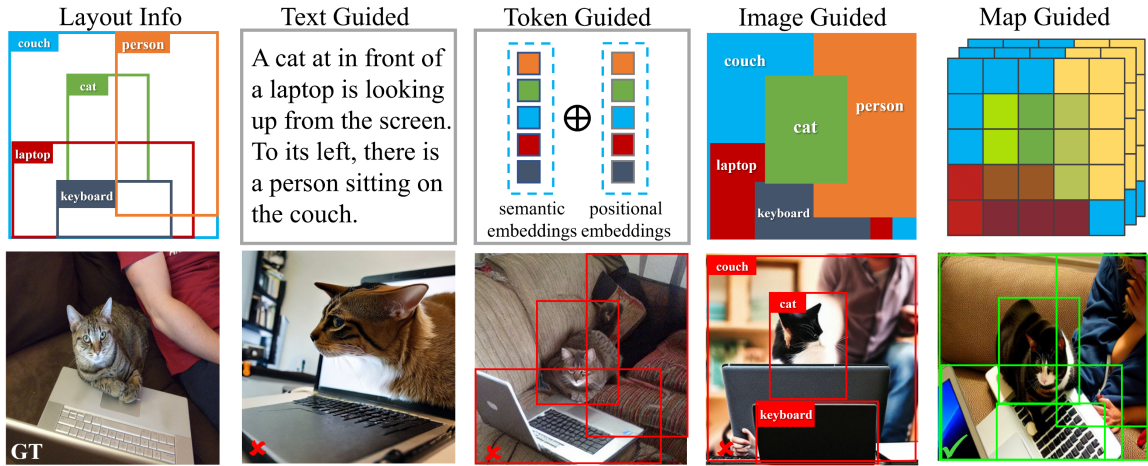 Layout Info
Text Guided
Token Guided
Image Guided
Map Guided
couch
person
cat
laptop
keyboard
A cat at in front of
a laptop is looking
up from the screen.
To its left, there is
a person sitting on
the couch.
semantic
embeddings
positional
embeddings
couch
person
cat
laptop
keyboard
GT
couch
cat
keyboard